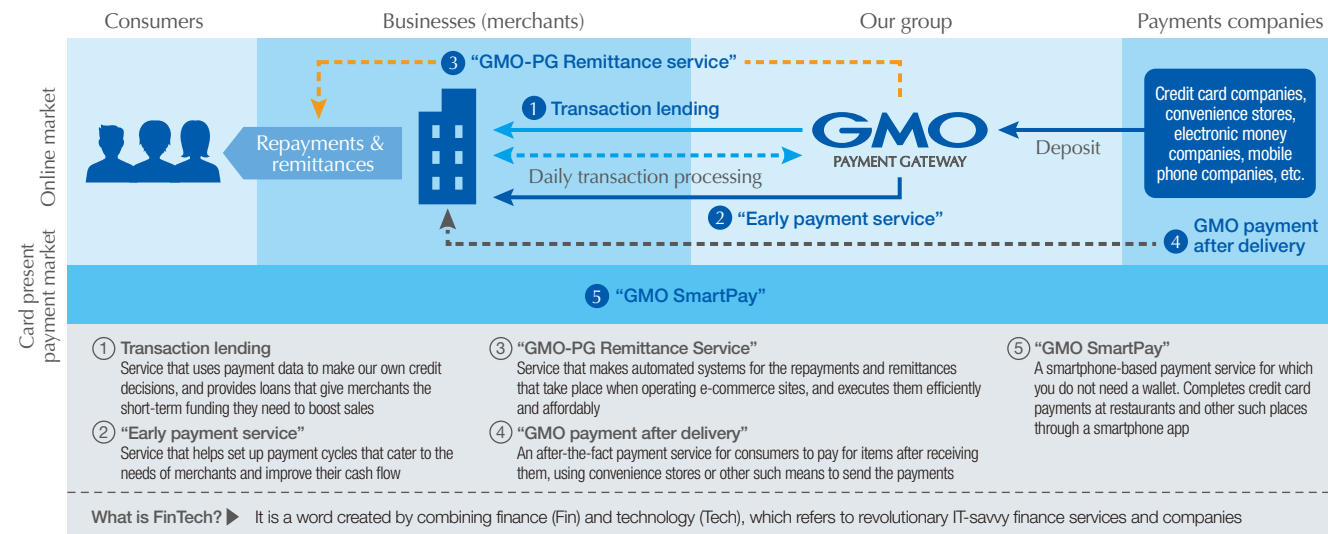 Consumers
Businesses (merchants)
Our group
Payments companies
Online market
Card present
payment market
3 “GMO-PG Remittance service”
1 Transaction lending
Repayments &
remittances
Daily transaction processing
2 “Early payment service”
GMO
PAYMENT GATEWAY
Deposit
Credit card companies,
convenience stores,
electronic money
companies, mobile
phone companies, etc.
4 GMO payment
after delivery
5 “GMO SmartPay”
1 Transaction lending
Service that uses payment data to make our own credit
decisions, and provides loans that give merchants the
short-term funding they need to boost sales
2 “Early payment service”
Service that helps set up payment cycles that cater to the
needs of merchants and improve their cash flow
3 “GMO-PG Remittance Service”
Service that makes automated systems for the repayments and remittances
that take place when operating e-commerce sites, and executes them efficiently
and affordably
4 “GMO payment after delivery”
An after-the-fact payment service for consumers to pay for items after receiving
them, using convenience stores or other such means to send the payments
5 “GMO SmartPay”
A smartphone-based payment service for which
you do not need a wallet. Completes credit card
payments at restaurants and other such places
through a smartphone app
What is FinTech? ▶ It is a word created by combining finance (Fin) and technology (Tech), which refers to revolutionary IT-savvy finance services and companies